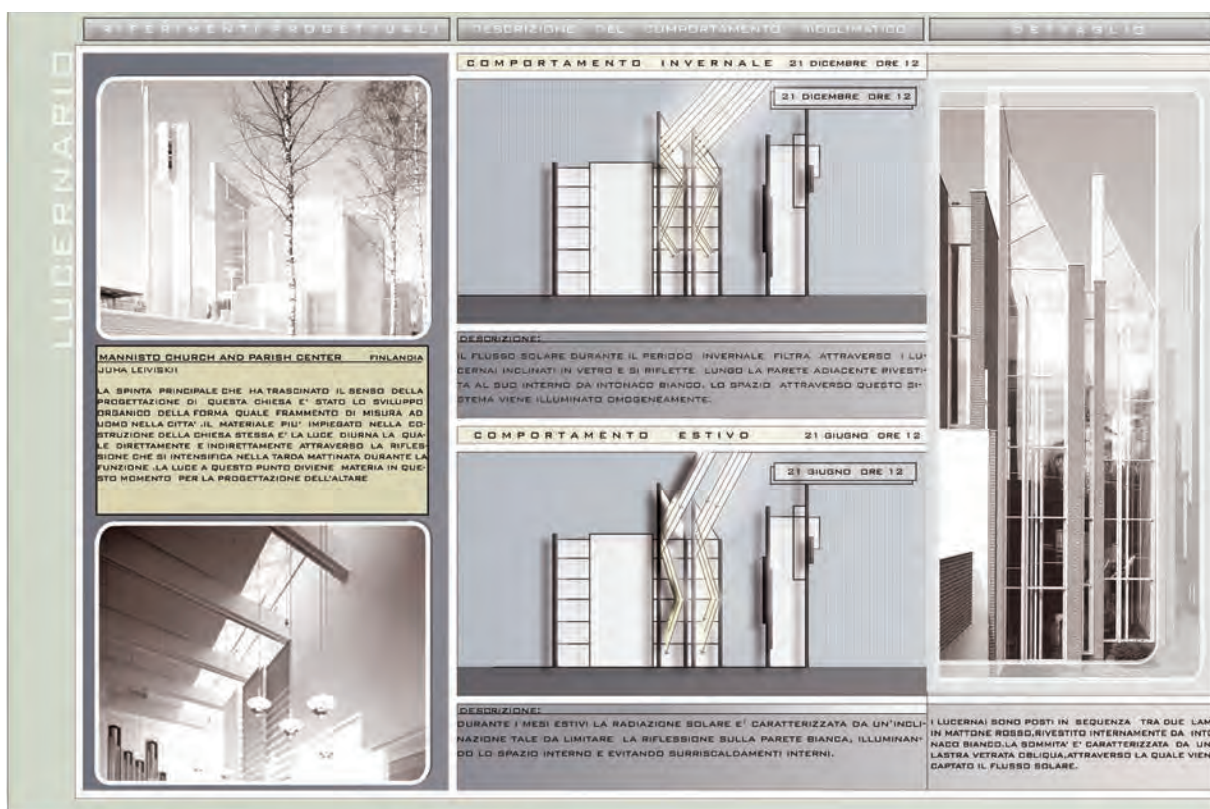 LUCERNARIO
RIFERIMENTI PROGETTUALI
MANNISTO CHURCH AND PARISH CENTER FINLANDIA
JUHA LEIVISKII
LA SPINTA PRINCIPALE CHE HA TRASCINATO IL SENSO DELLA
PROGETTAZIONE DI QUESTA CHIESA E' STATO LO SVILUPPO
ORGANICO DELLA FORMA QUALE FRAMMENTO DI MISURA AD
UOMO NELLA CITTA' .IL MATERIALE PIU' IMPIEGATO NELLA CO-
STRUZIONE DELLA CHIESA STESSA E' LA LUCE DIURNA LA QUA-
LE DIRETTAMENTE E INDIRETTAMENTE ATTRAVERSO LA RIFLES-
SIONE CHE SI INTENSIFICA NELLA TARDA MATTINATA DURANTE LA
FUNZIONE .LA LUCE A QUESTO PUNTO DIVIENE MATERIA IN QUE-
STO MOMENTO PER LA PROGETTAZIONE DELL'ALTARE
DESCRIZIONE DEL COMPORTAMENTO BIOCLIMATICO
COMPORTAMENTO INVERNALE 21 DICEMBRE ORE 12
21 DICEMBRE ORE 12
DESCRIZIONE:
IL FLUSSO SOLARE DURANTE IL PERIODO INVERNALE FILTRA ATTRAVERSO I LU-
CERNAI INCLINATI IN VETRO E SI RIFLETTE LUNGO LA PARETE ADIACENTE RIVESTI-
TA AL SUO INTERNO DA INTONACO BIANCO. LO SPAZIO ATTRAVERSO QUESTO SI-
STEMA VIENE ILLUMINATO OMOGENEAMENTE.
COMPORTAMENTO ESTIVO 21 GIUGNO ORE 12
21 GIUGNO ORE 12
DESCRIZIONE:
DURANTE I MESI ESTIVI LA RADIAZIONE SOLARE E' CARATTERIZZATA DA UN'INCLI-
NAZIONE TALE DA LIMITARE LA RIFLESSIONE SULLA PARETE BIANCA, ILLUMINAN-
DO LO SPAZIO INTERNO E EVITANDO SURRISCALDAMENTI INTERNI.
DETTAGLIO
I LUCERNAI SONO POSTI IN SEQUENZA TRA DUE LAM
IN MATTONE ROSSO,RIVESTITO INTERNAMENTE DA INTO
NACO BIANCO.LA SOMMITA' E' CARATTERIZZATA DA UN
LASTRA VETRATA OBLIQUA,ATTRAVERSO LA QUALE VIEN
CAPTATO IL FLUSSO SOLARE.